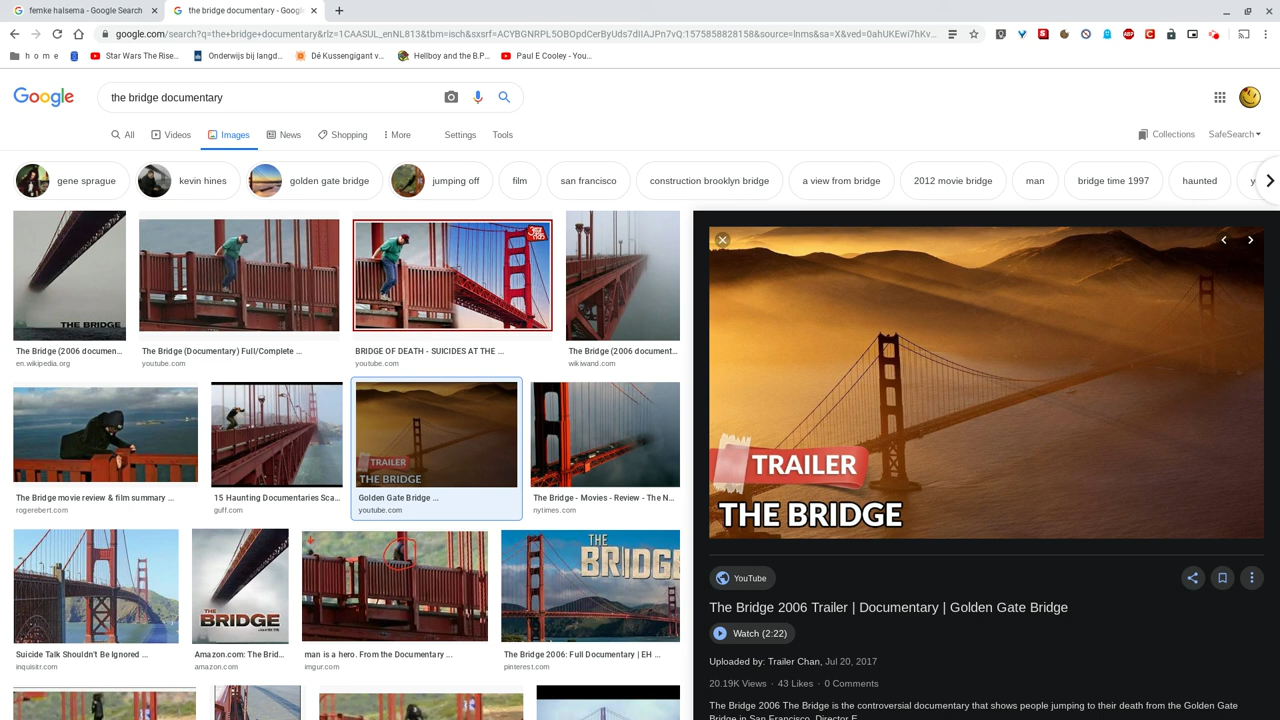 femke halsema - Google Search
the bridge documentary - Googl
google.com/search?q=the+bridge+documentary&rlz=1CAASUL_enNL813&tbm=isch&sxsrf=ACYBGNRPL5OBOpdCerByUds7dIIAJPn7vQ:1575858828158&source=lnms&sa=X&ved=0ahUKEwi7hKv...
h o m e
Star Wars The Rise...
Onderwijs bij langd...
Dé Kussengigant v...
Hellboy and the B.P...
Paul E Cooley - You...
Google
the bridge documentary
All
Videos
Images
News
Shopping
More
Settings
Tools
Collections
SafeSearch
gene sprague
kevin hines
golden gate bridge
jumping off
film
san francisco
construction brooklyn bridge
a view from bridge
2012 movie bridge
man
bridge time 1997
haunted
THE BRIDGE
The Bridge (2006 documen...
en.wikipedia.org
The Bridge (Documentary) Full/Complete ...
youtube.com
BRIDGE OF DEATH - SUICIDES AT THE ...
youtube.com
The Bridge (2006 document...
wikiwand.com
The Bridge movie review & film summary ...
rogerebert.com
15 Haunting Documentaries Sca...
guff.com
TRAILER
THE BRIDGE
Golden Gate Bridge ...
youtube.com
The Bridge - Movies - Review - The N...
nytimes.com
Suicide Talk Shouldn't Be Ignored ...
inquisitr.com
THE
BRIDGE
Amazon.com: The Brid...
amazon.com
man is a hero. From the Documentary ...
imgur.com
THE
BRIDGE
The Bridge 2006: Full Documentary | EH ...
pinterest.com
TRAILER
THE BRIDGE
YouTube
The Bridge 2006 Trailer | Documentary | Golden Gate Bridge
Watch (2:22)
Uploaded by: Trailer Chan, Jul 20, 2017
20.19K Views · 43 Likes · 0 Comments
The Bridge 2006 The Bridge is the controversial documentary that shows people jumping to their death from the Golden Gate
Bridge in San Francisco. Director E